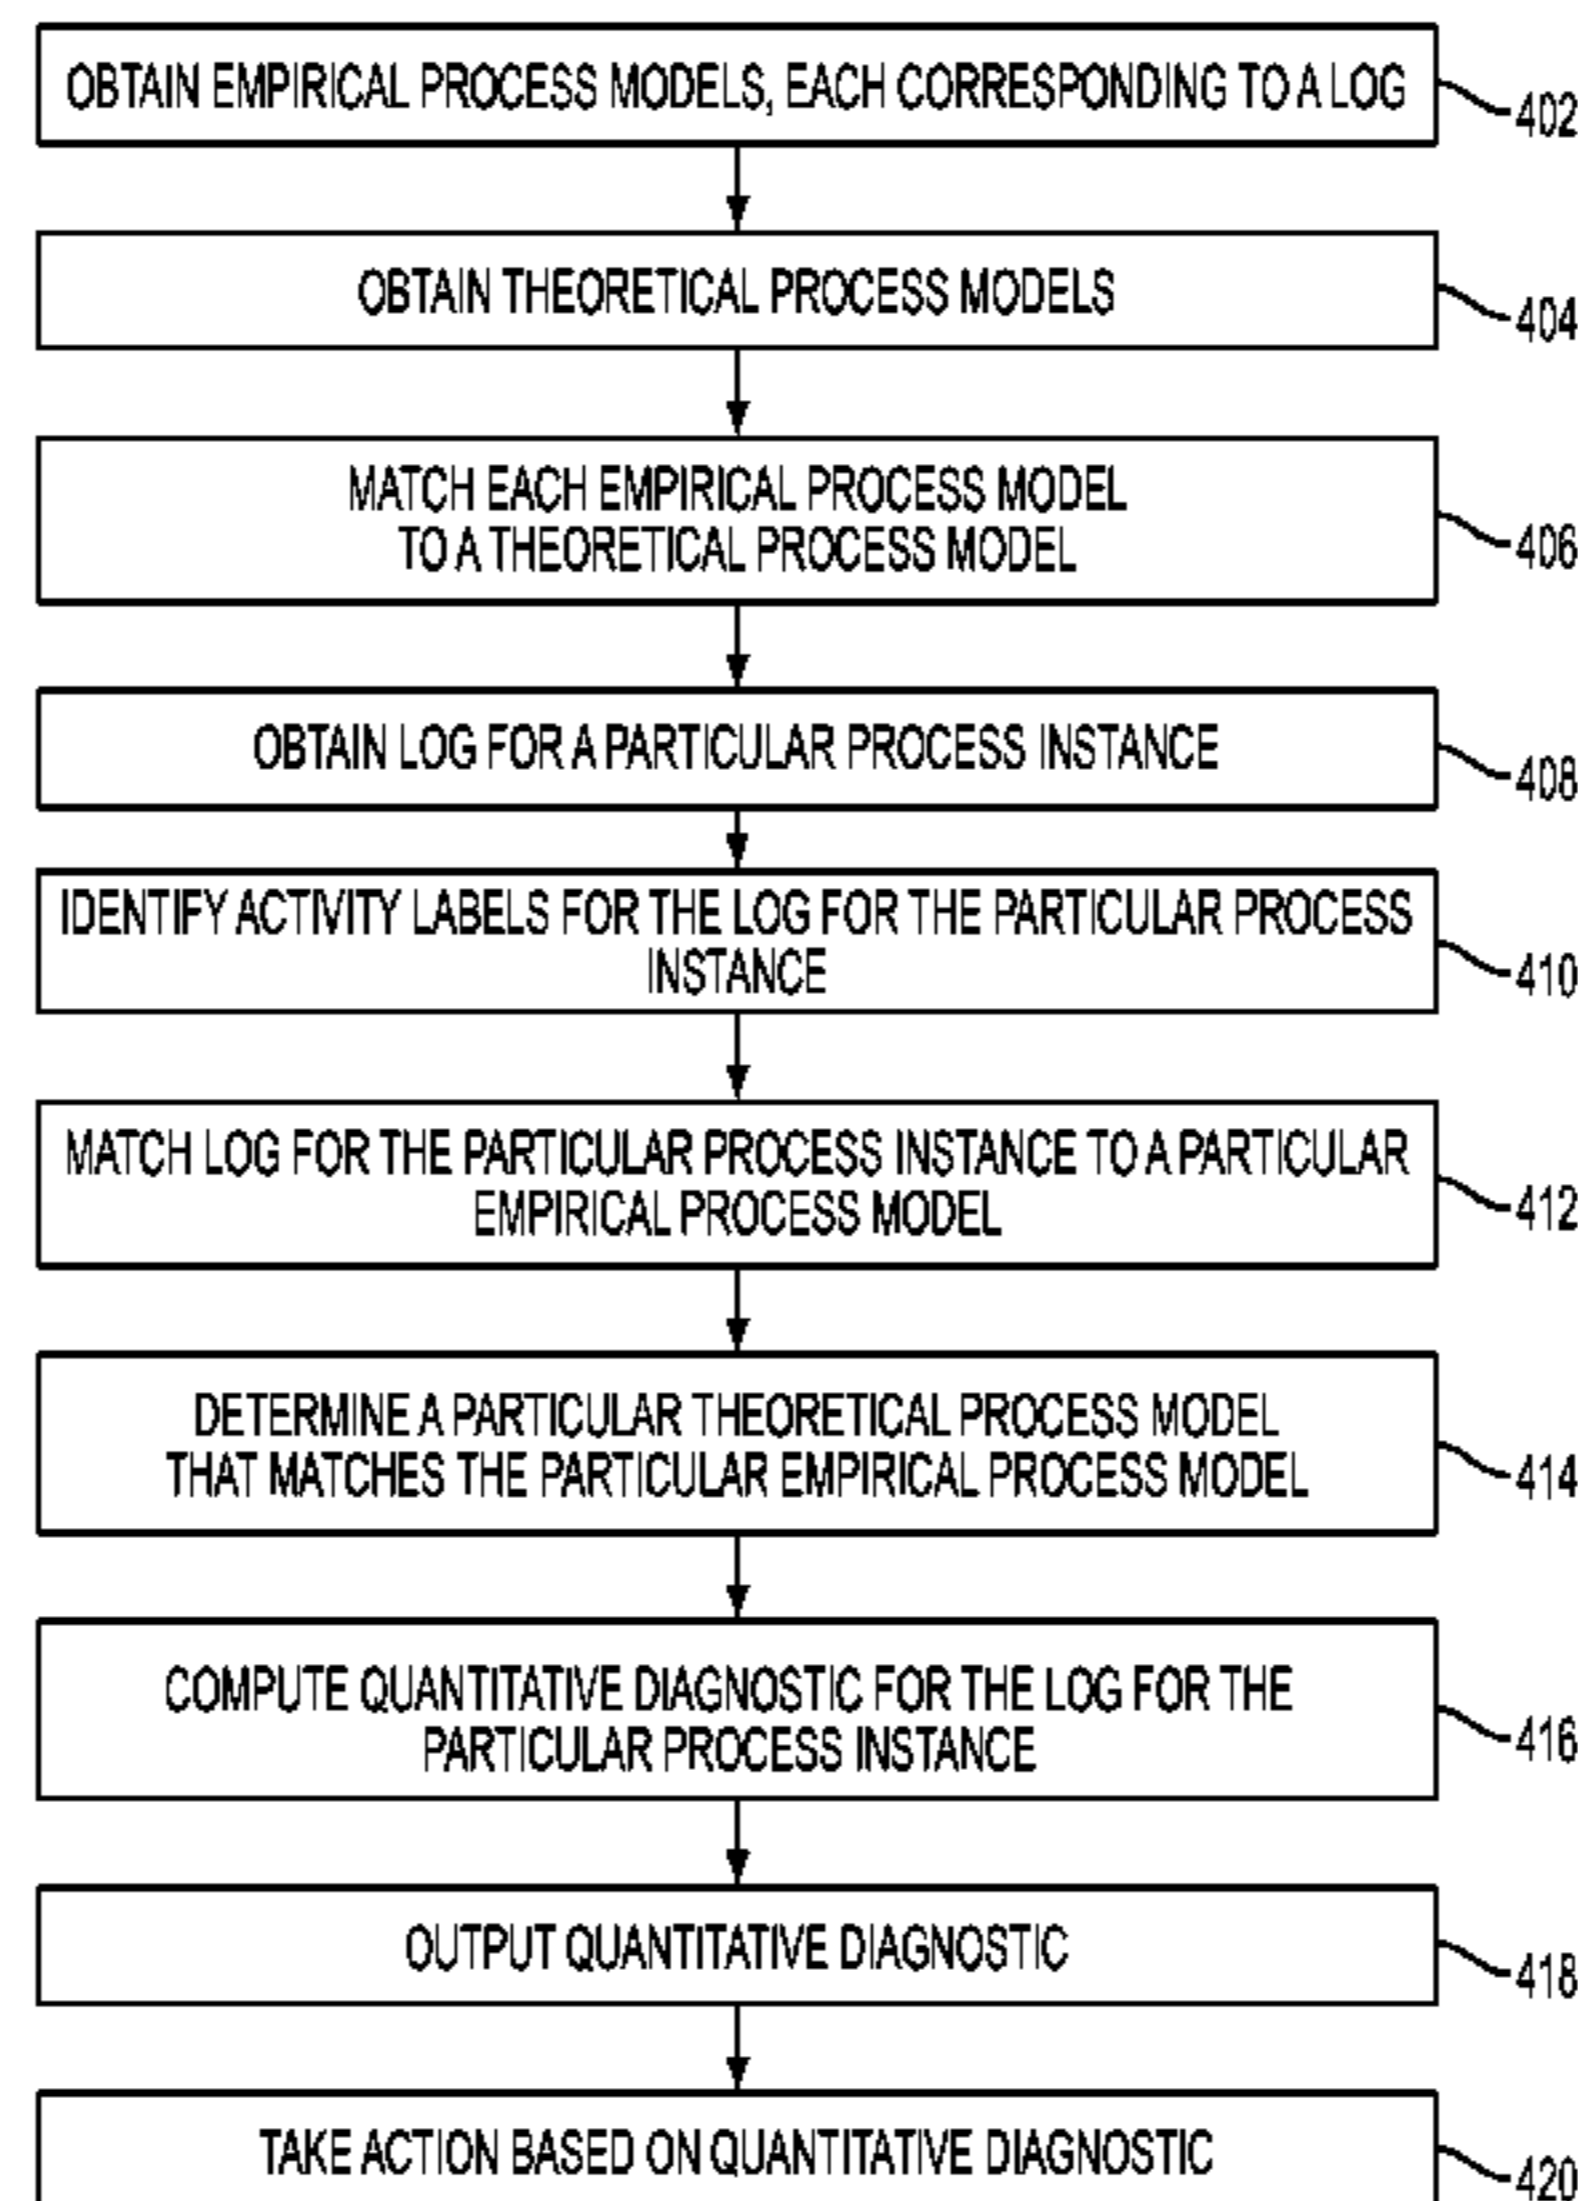 OBTAIN EMPIRICAL PROCESS MODELS, EACH CORRESPONDING TO A LOG
402
OBTAIN THEORETICAL PROCESS MODELS
404
MATCH EACH EMPIRICAL PROCESS MODEL
TO A THEORETICAL PROCESS MODEL
406
OBTAIN LOG FOR A PARTICULAR PROCESS INSTANCE
408
IDENTIFY ACTIVITY LABELS FOR THE LOG FOR THE PARTICULAR PROCESS
INSTANCE
410
MATCH LOG FOR THE PARTICULAR PROCESS INSTANCE TO A PARTICULAR
EMPIRICAL PROCESS MODEL
412
DETERMINE A PARTICULAR THEORETICAL PROCESS MODEL
THAT MATCHES THE PARTICULAR EMPIRICAL PROCESS MODEL
414
COMPUTE QUANTITATIVE DIAGNOSTIC FOR THE LOG FOR THE
PARTICULAR PROCESS INSTANCE
416
OUTPUT QUANTITATIVE DIAGNOSTIC
418
TAKE ACTION BASED ON QUANTITATIVE DIAGNOSTIC
420